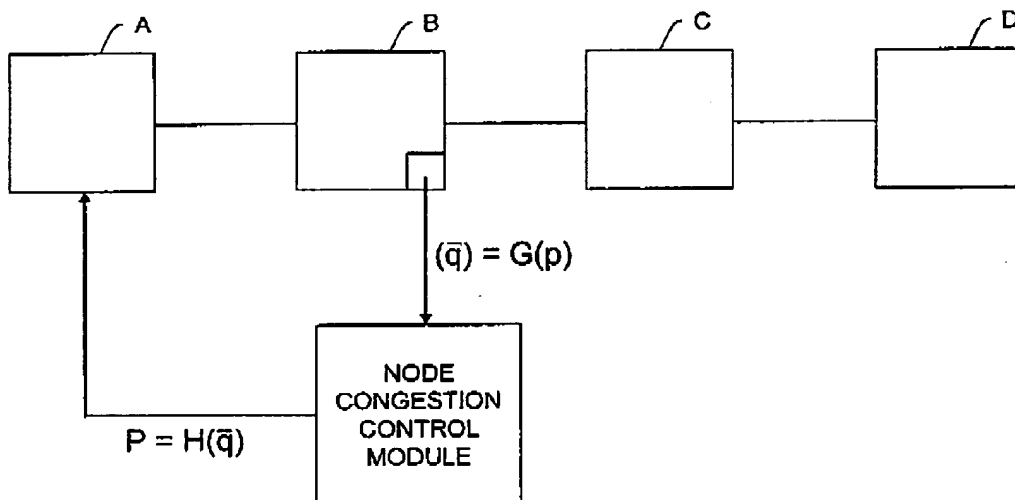 A
B
C
D
(q̅) = G(p)
NODE
CONGESTION
CONTROL
MODULE
P = H(q̅)